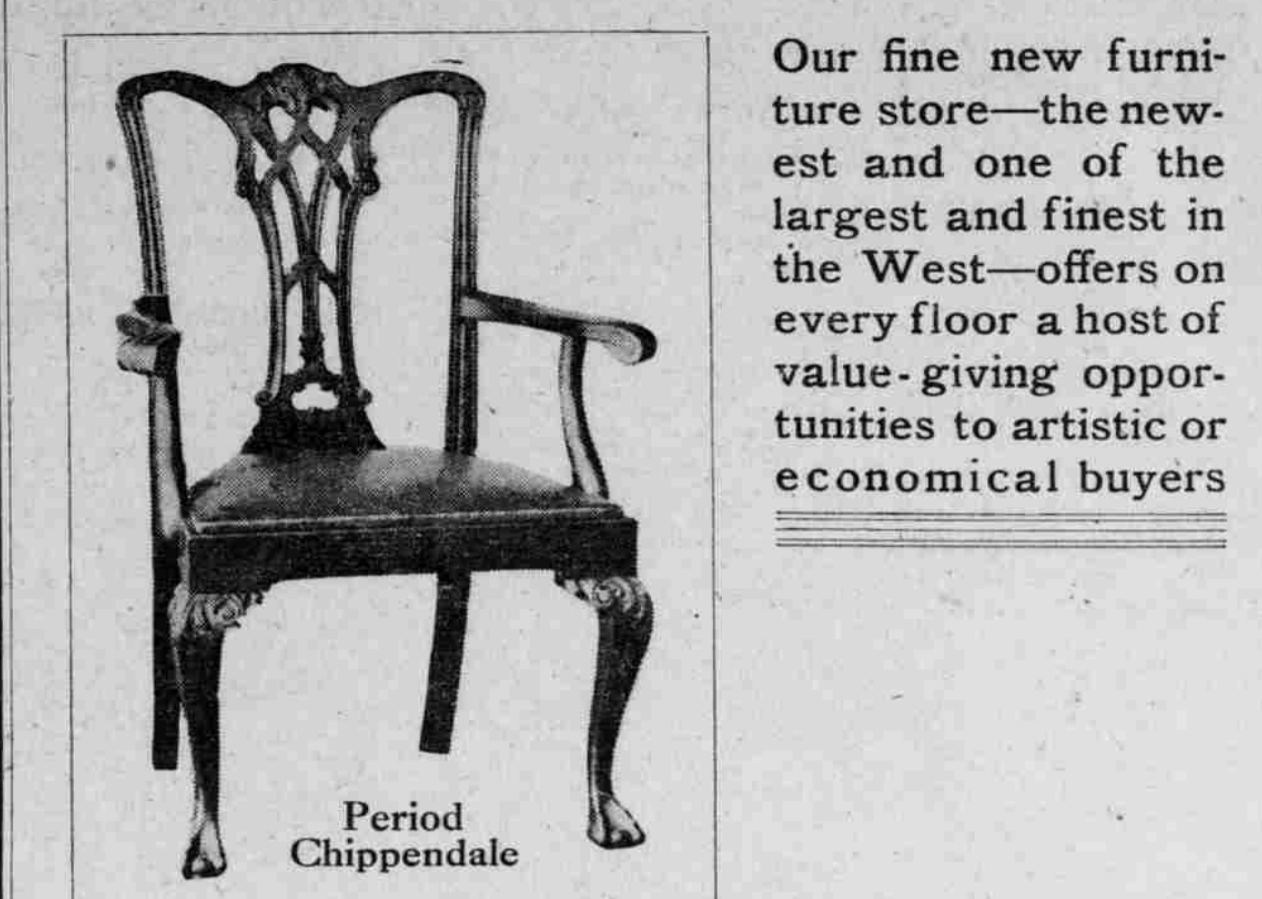 Our fine new furni-
ture store—the new-
est and one of the
largest and finest in
the West—offers on
every floor a host of
value-giving oppor-
tunities to artistic or
economical buyers
Period
Chippendale